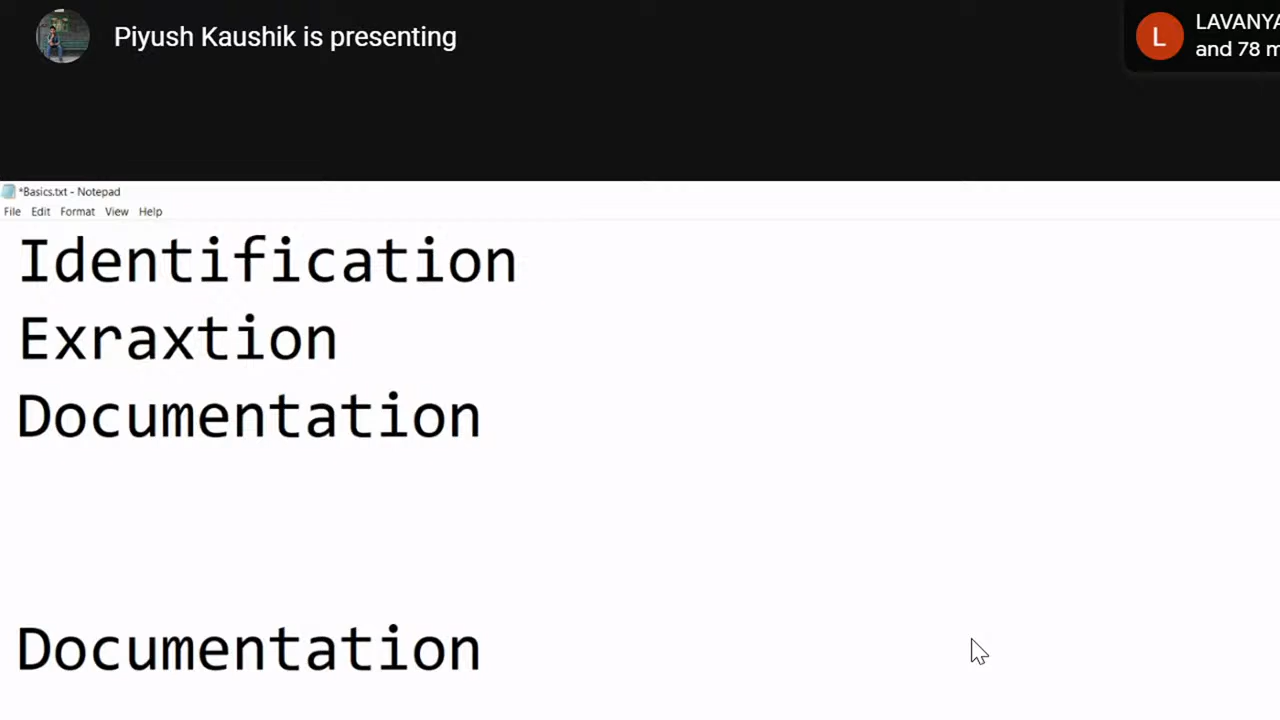 Piyush Kaushik is presenting
L
LAVANYA
and 78 m
*Basics.txt - Notepad
File Edit Format View Help
Identification
Exraxtion
Documentation
Documentation